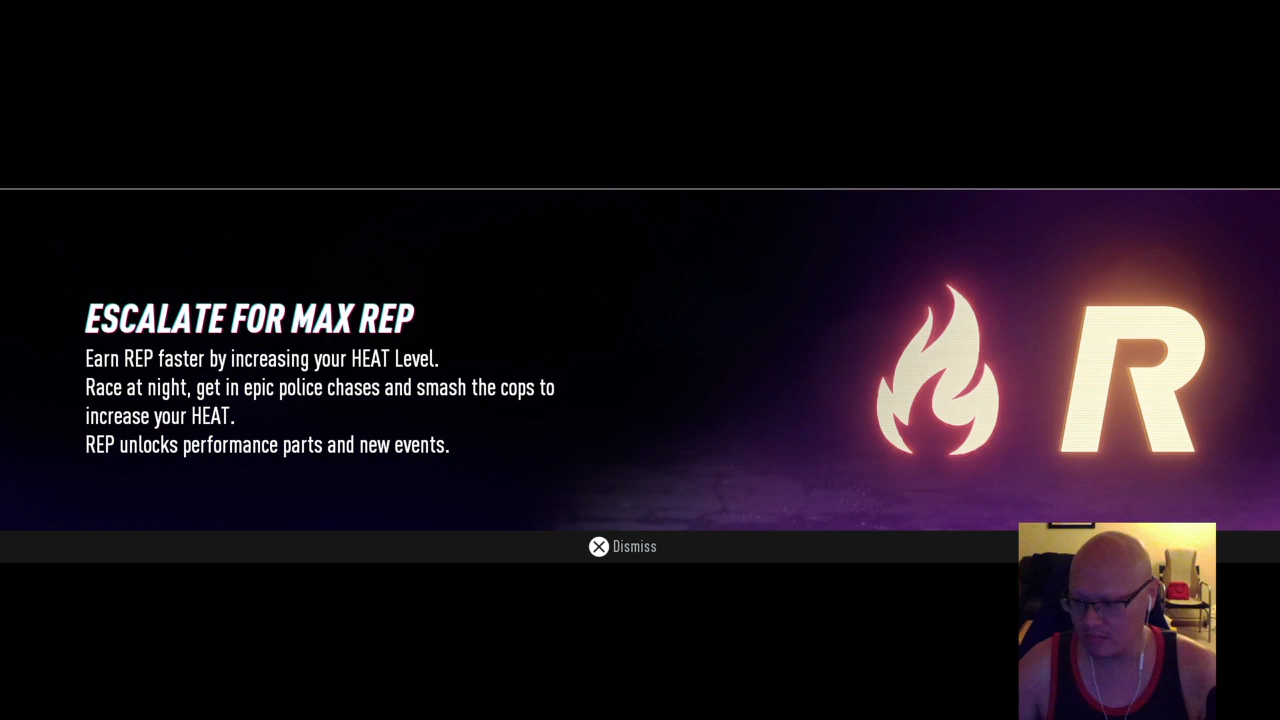 ESCALATE FOR MAX REP
Earn REP faster by increasing your HEAT Level.
Race at night, get in epic police chases and smash the cops to
increase your HEAT.
REP unlocks performance parts and new events.
R
Dismiss